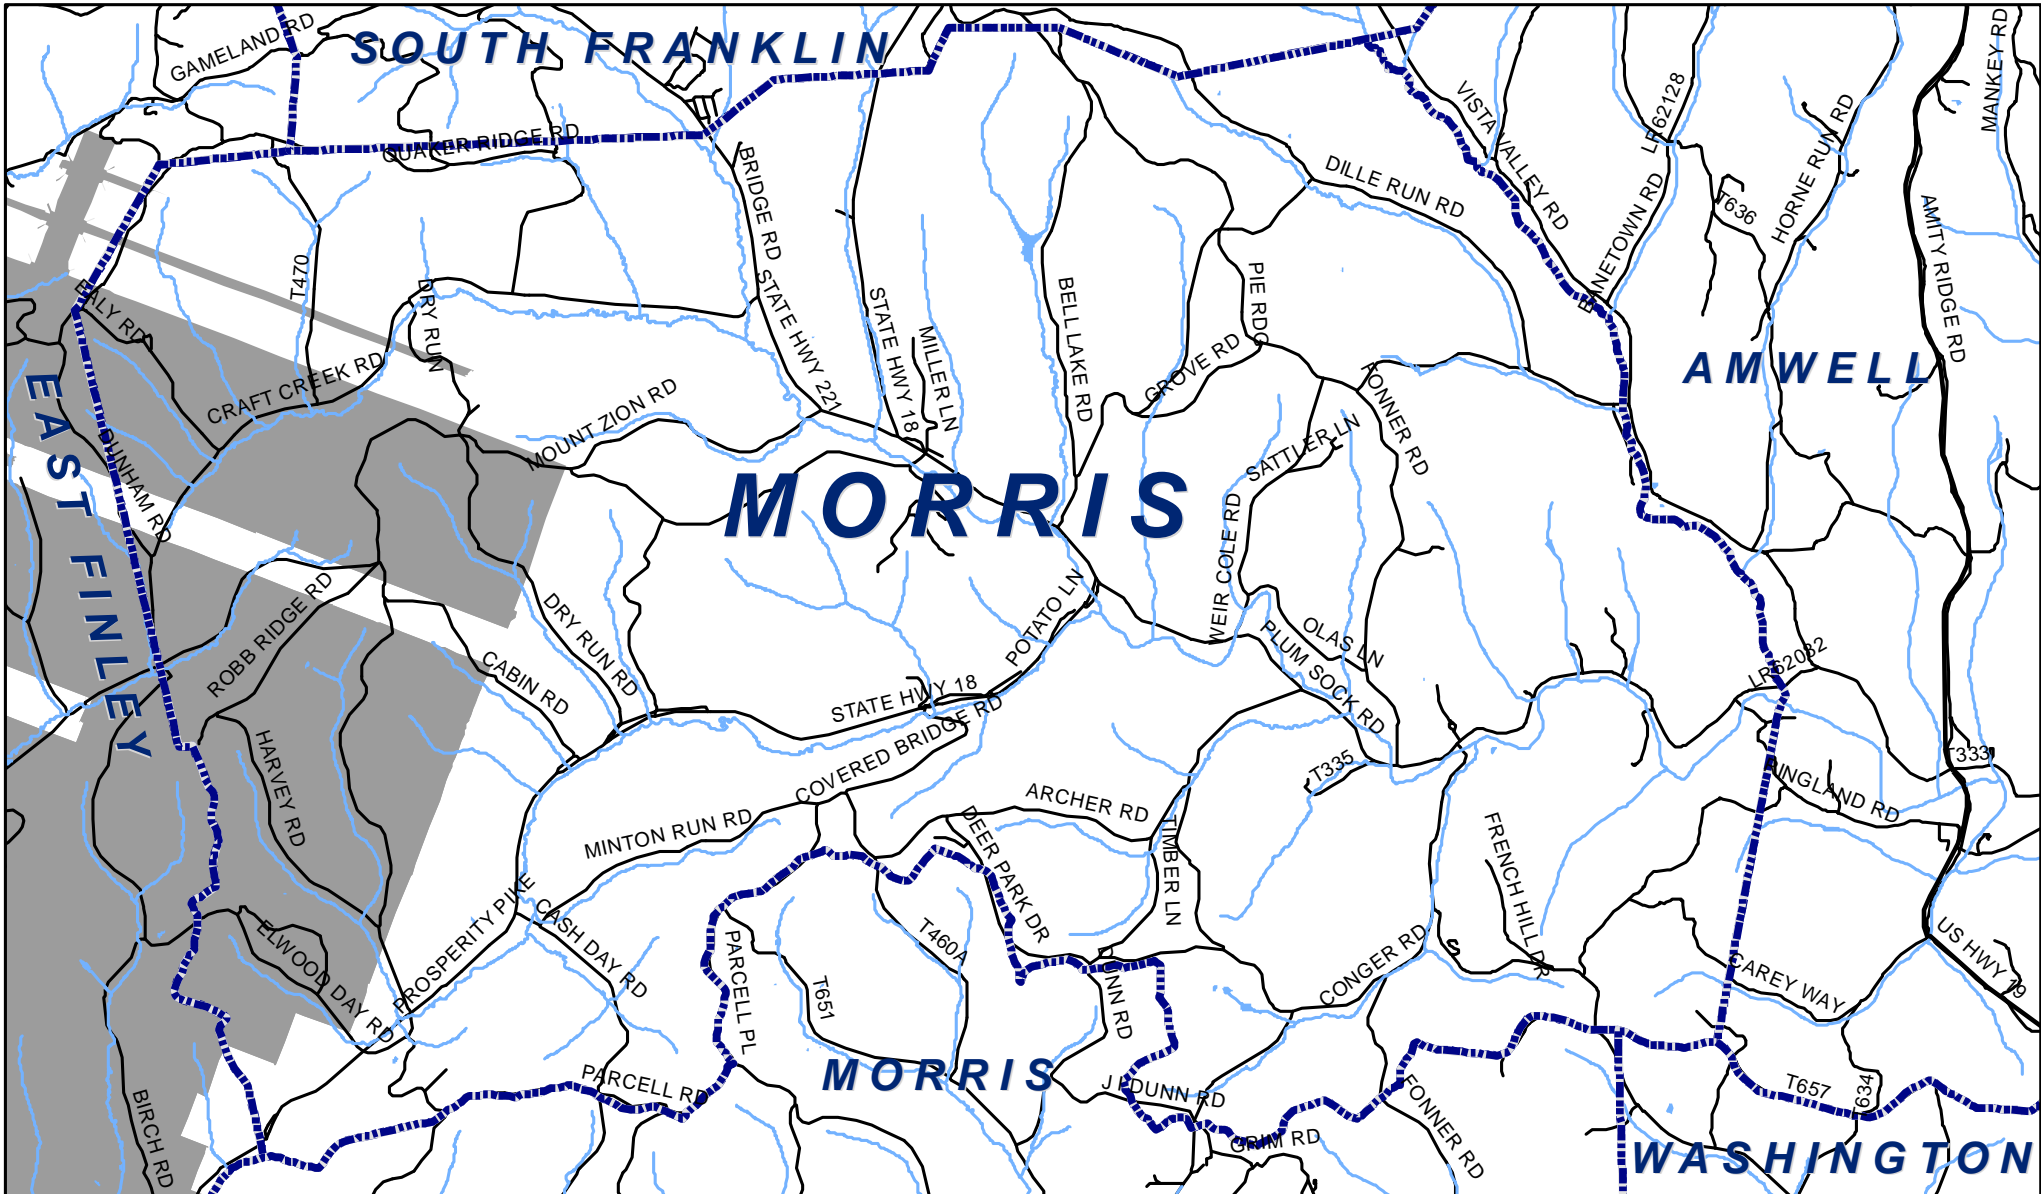 GAMELAND RD
SOUTH FRANKLIN
MANKEY RD
QUAKER RIDGE RD
BRIDGE RD
VISTA VALLEY RD
LR62128
HORNE RUN RD
DILLE RUN RD
T636
BANETOWN RD
AMITY RIDGE RD
T470
DRY RUN
STATE HWY 221
STATE HWY 18
MILLER LN
BELL LAKE RD
PIE RD
GROVE RD
DALY RD
CRAFT CREEK RD
MOUNT ZION RD
FONNER RD
SATTLER LN
AMWELL
EAST FINLEY
DUNHAM RD
MORRIS
WEIR COLE RD
ROBB RIDGE RD
DRY RUN RD
CABIN RD
POTATO LN
OLAS LN
PLUM SOCK RD
LR62032
STATE HWY 18
COVERED BRIDGE RD
HARVEY RD
T335
T333
RINGLAND RD
MINTON RUN RD
ARCHER RD
DEER PARK DR
TIMBER LN
FRENCH HILL DR
PROSPERITY PIKE
CASH DAY RD
ELWOOD DAY RD
PARCELL PL
T651
T460A
DUNN RD
CONGER RD
CAREY WAY
US HWY 19
MORRIS
BIRCH RD
PARCELL RD
J I DUNN RD
GRIM RD
FONNER RD
T657
T634
WASHINGTON